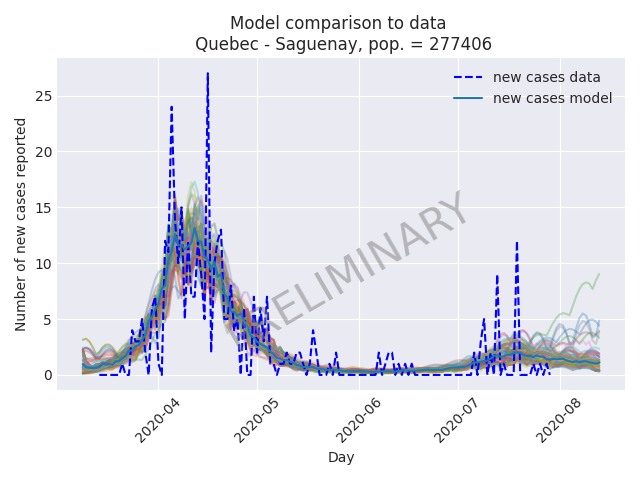 Model comparison to data
Quebec - Saguenay, pop. = 277406
new cases data
new cases model
Number of new cases reported
25
20
15
10
5
0
PRELIMINARY
2020-04
2020-05
2020-06
2020-07
2020-08
Day